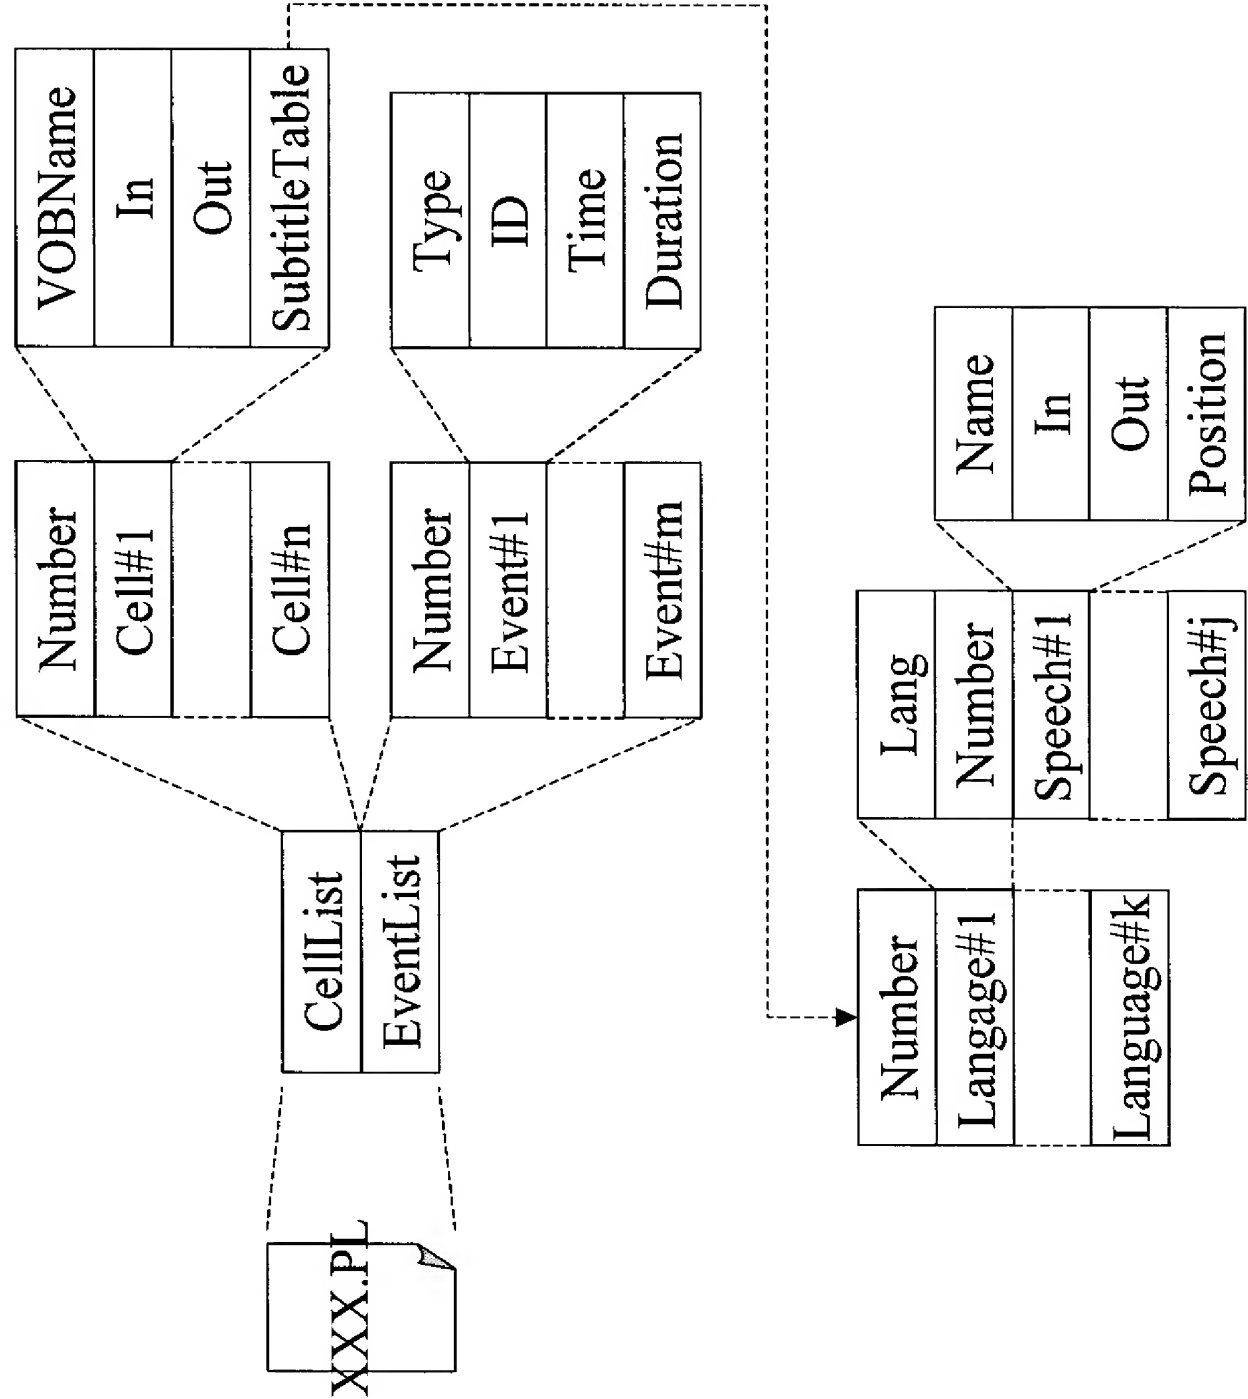 XXX.PL
CellList
EventList
Number
Cell#1
Cell#n
VOBName
In
Out
SubtitleTable
Number
Event#1
Event#m
Type
ID
Time
Duration
Number
Langage#1
Language#k
Lang
Number
Speech#1
Speech#j
Name
In
Out
Position